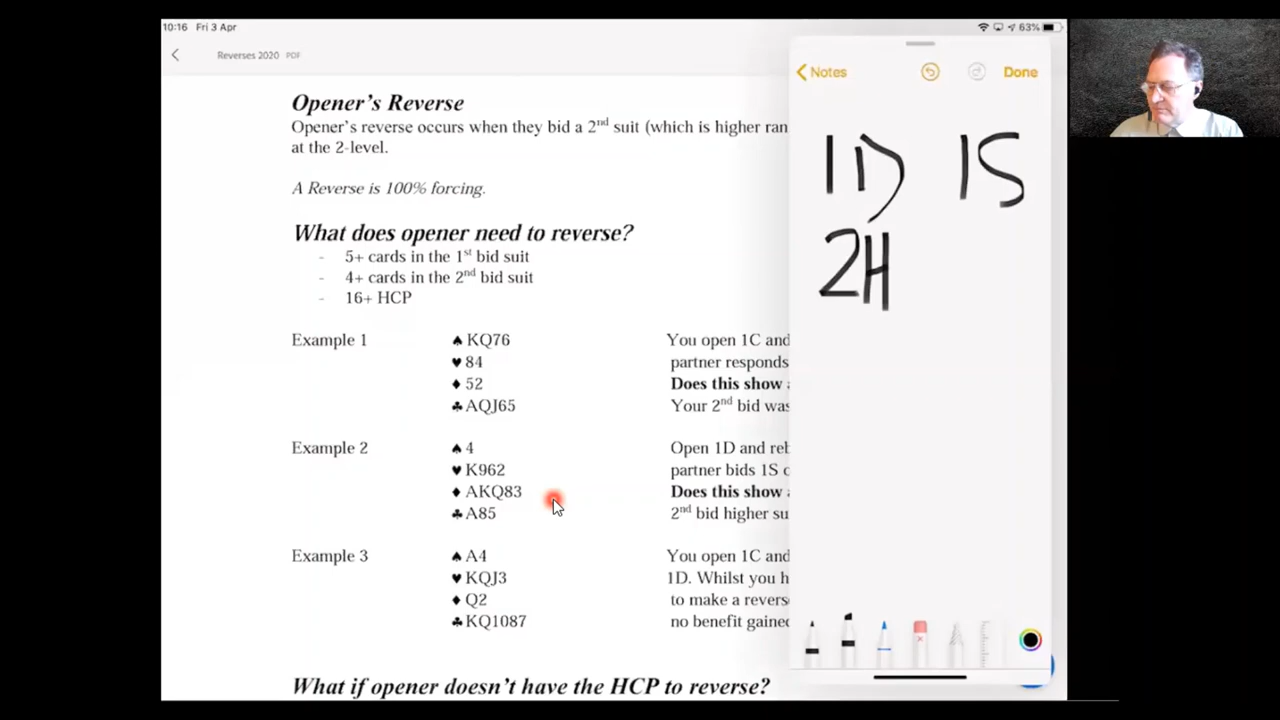 10:16 Fri 3 Apr
63%
Reverses 2020 PDF
Notes
Done
Opener's Reverse
Opener's reverse occurs when they bid a 2nd suit (which is higher ran
at the 2-level.
A Reverse is 100% forcing.
What does opener need to reverse?
- 5+ cards in the 1st bid suit
- 4+ cards in the 2nd bid suit
- 16+ HCP
Example 1 ♠ KQ76 You open 1C and
♥ 84 partner responds
♦ 52 Does this show
♣ AQJ65 Your 2nd bid was
Example 2 ♠ 4 Open 1D and reb
♥ K962 partner bids 1S
♦ AKQ83 Does this show
♣ A85 2nd bid higher su
Example 3 ♠ A4 You open 1C and
♥ KQJ3 1D. Whilst you h
♦ Q2 to make a revers
♣ KQ1087 no benefit gained
What if opener doesn't have the HCP to reverse?
1D 1S
2H